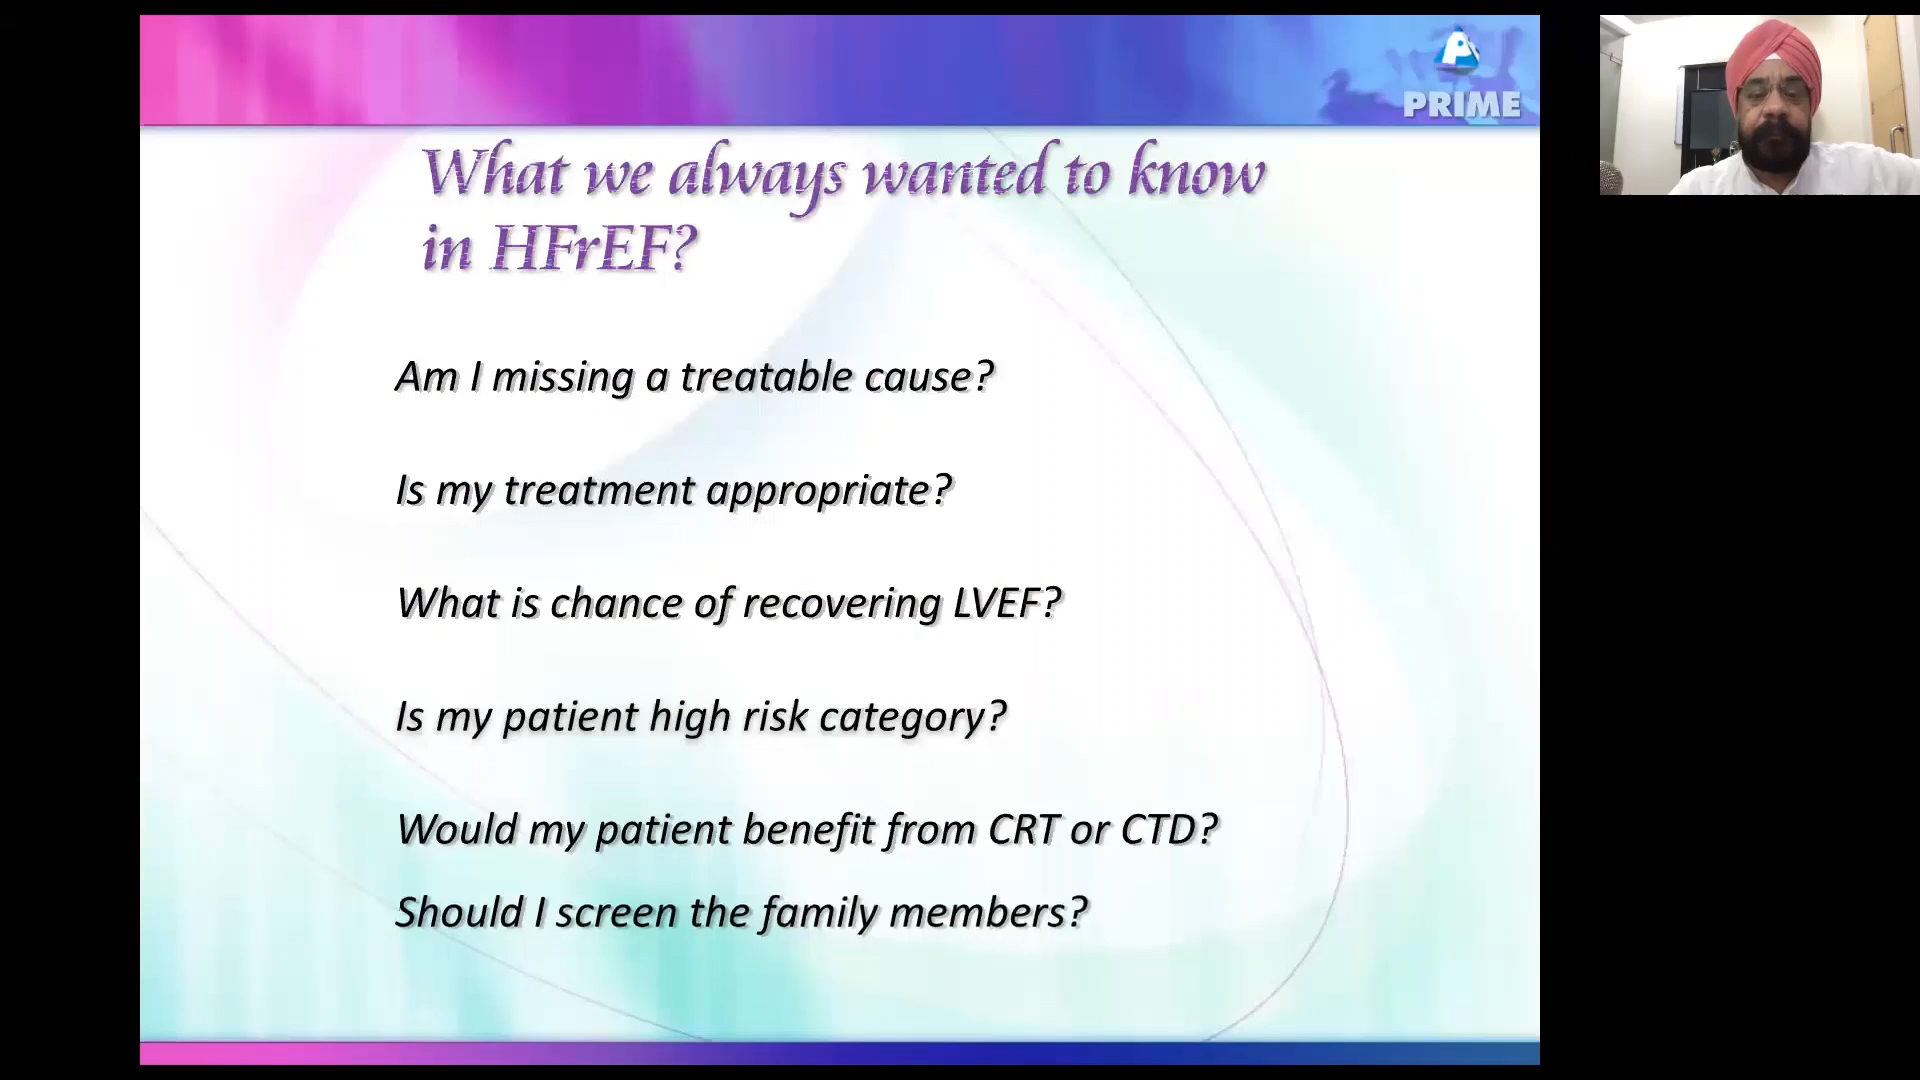 PRIME
What we always wanted to know
in HFrEF?
Am I missing a treatable cause?
Is my treatment appropriate?
What is chance of recovering LVEF?
Is my patient high risk category?
Would my patient benefit from CRT or CTD?
Should I screen the family members?